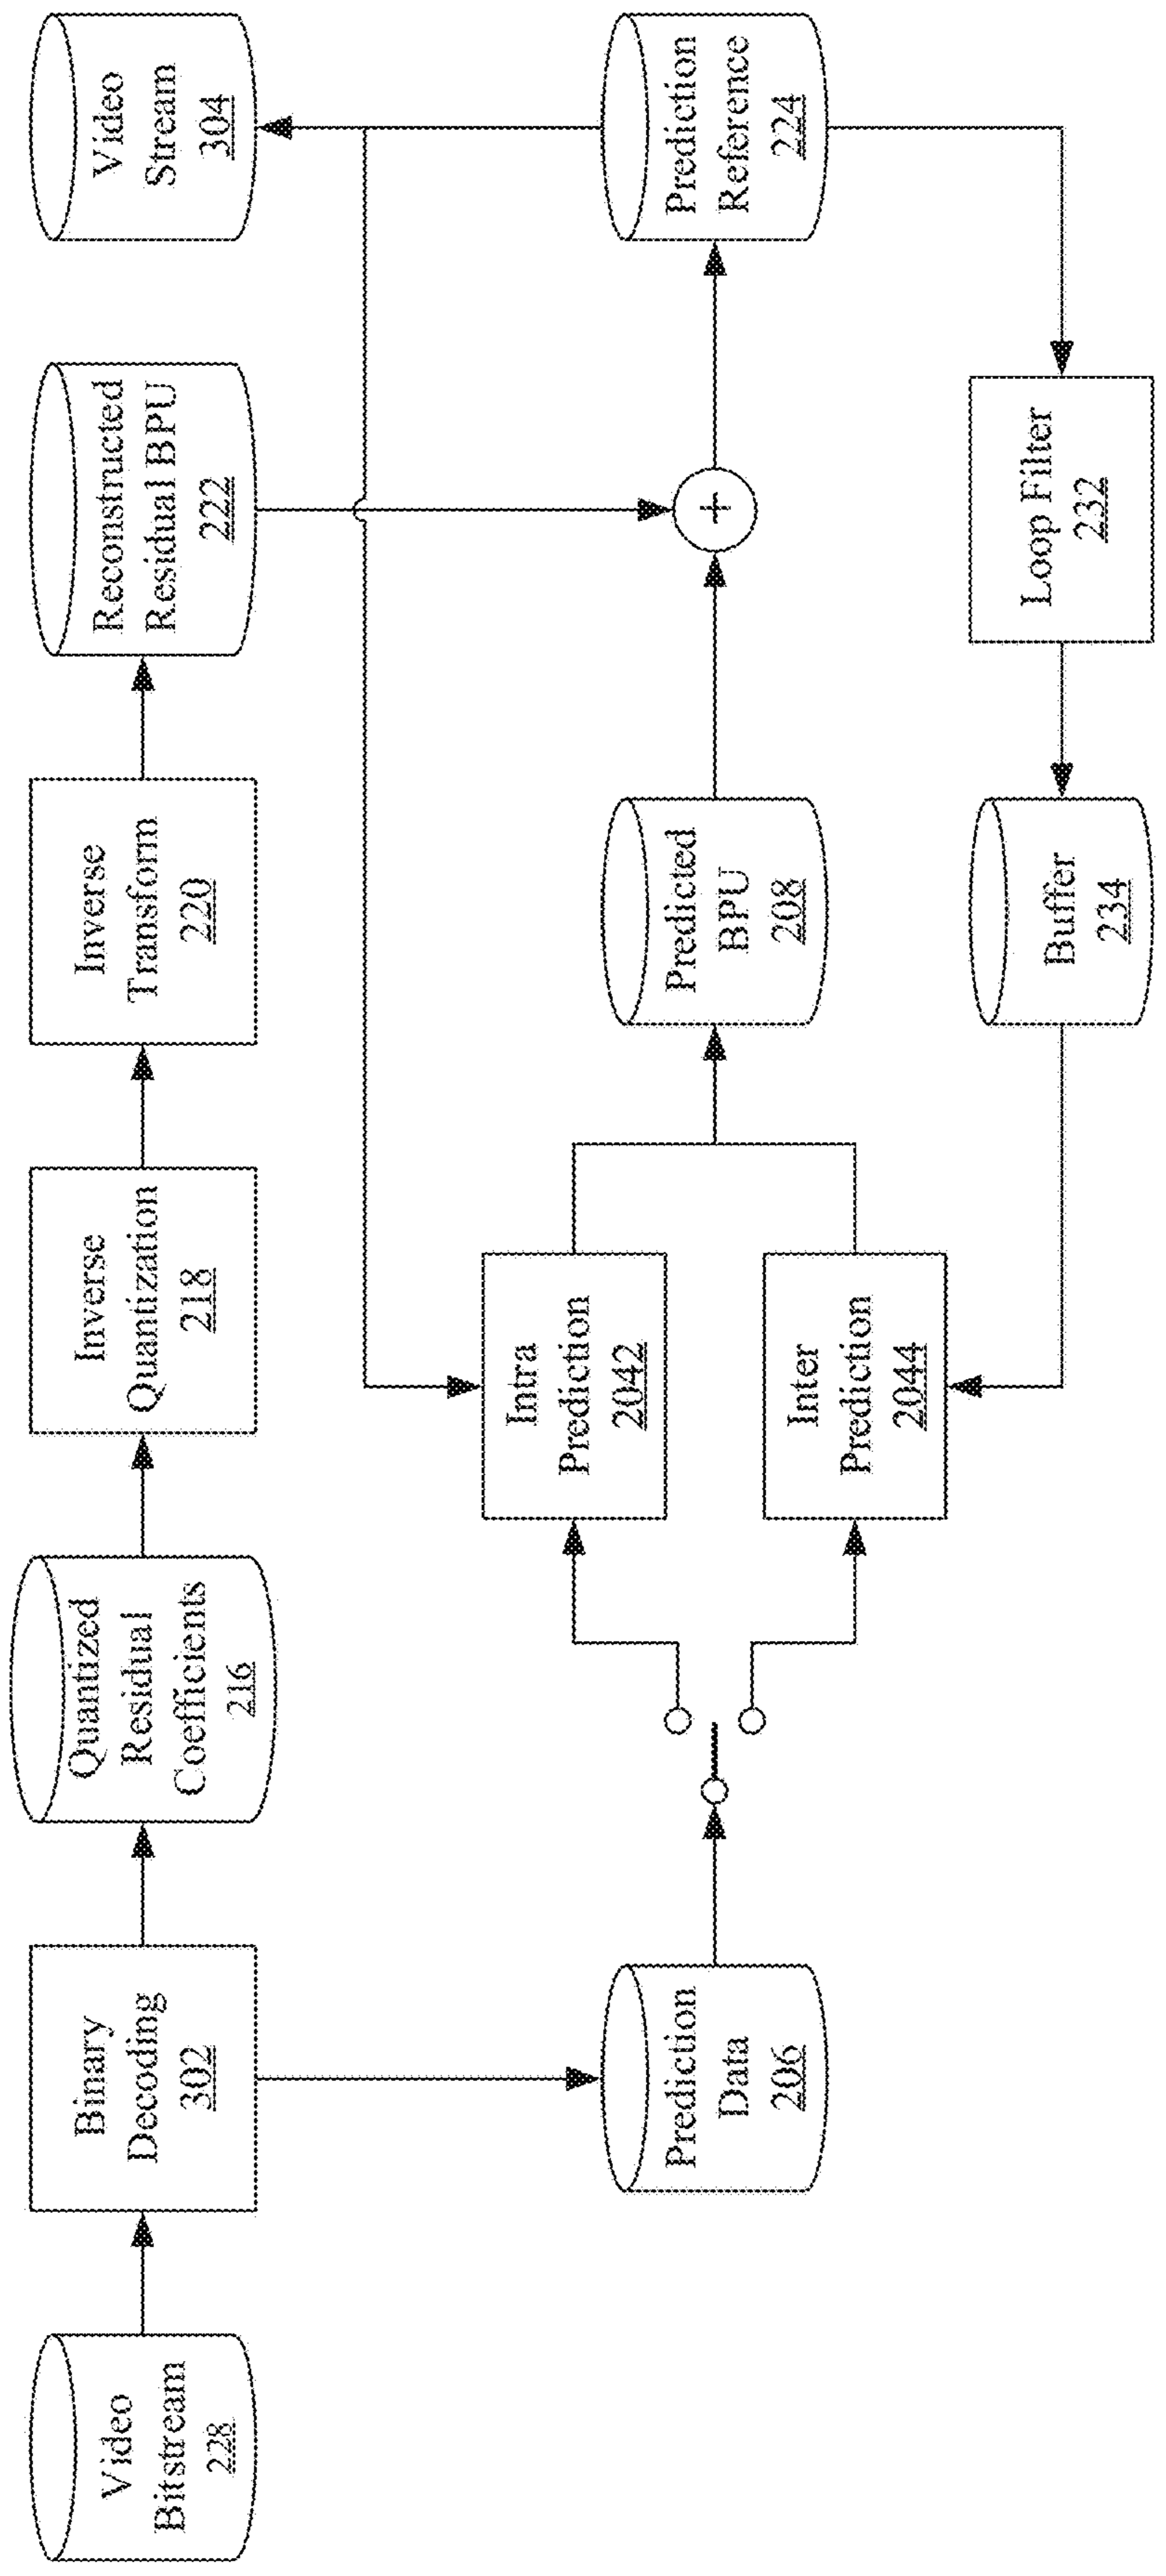 Video
Bitstream
228
Binary
Decoding
302
Quantized
Residual
Coefficients
216
Inverse
Quantization
218
Inverse
Transform
220
Reconstructed
Residual BPU
222
Video
Stream
304
Prediction
Data
206
Intra
Prediction
2042
Inter
Prediction
2044
Predicted
BPU
208
+
Prediction
Reference
224
Buffer
234
Loop Filter
232